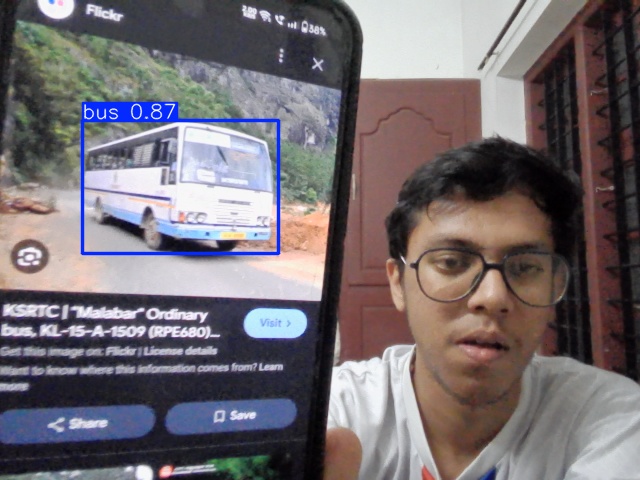 Flickr
38%
bus 0.87
KSRTC | "Malabar" Ordinary
bus, KL-15-A-1509 (RPE680)...
Visit >
Get this image on: Flickr | License details
Want to know where this information comes from? Learn
more
Share
Save